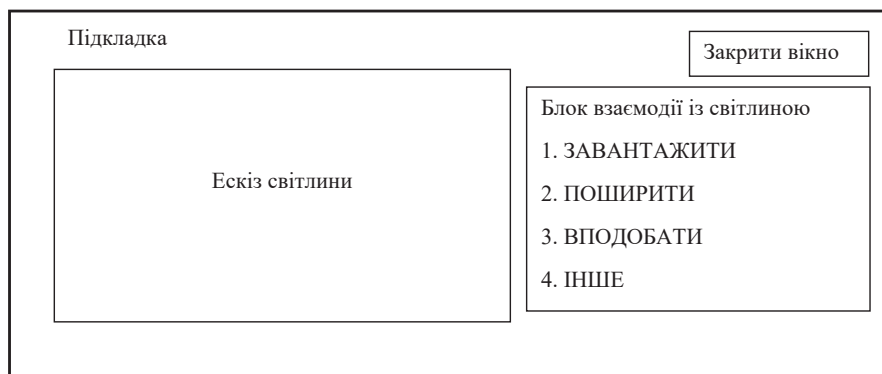 Підкладка
Закрити вікно
Ескіз світлини
Блок взаємодії із світлиною
1. ЗАВАНТАЖИТИ
2. ПОШИРИТИ
3. ВПОДОБАТИ
4. ІНШЕ